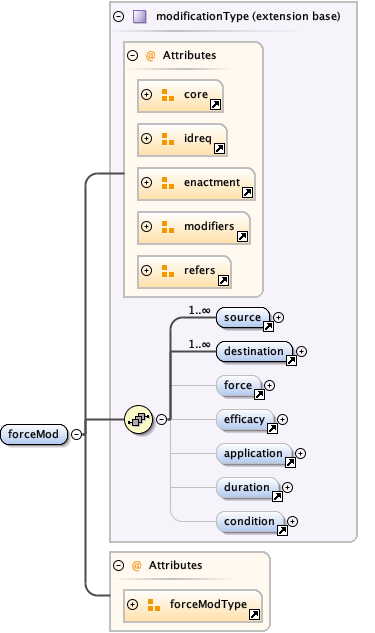 modificationType (extension base)
@ Attributes
core
idreq
enactment
modifiers
refers
1..∞
source
1..∞
destination
force
efficacy
application
duration
condition
forceMod
@ Attributes
forceModType